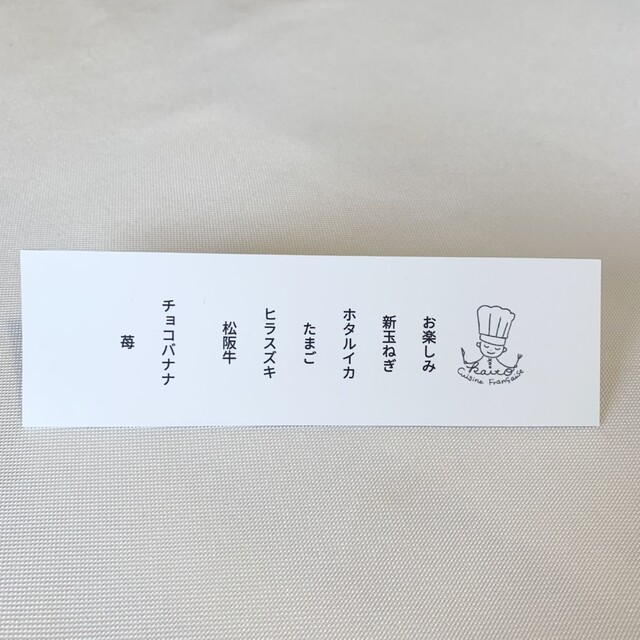 Kairo
Cuisine Française
お楽しみ
新玉ねぎ
ホタルイカ
たまご
ヒラスズキ
松阪牛
チョコバナナ
苺